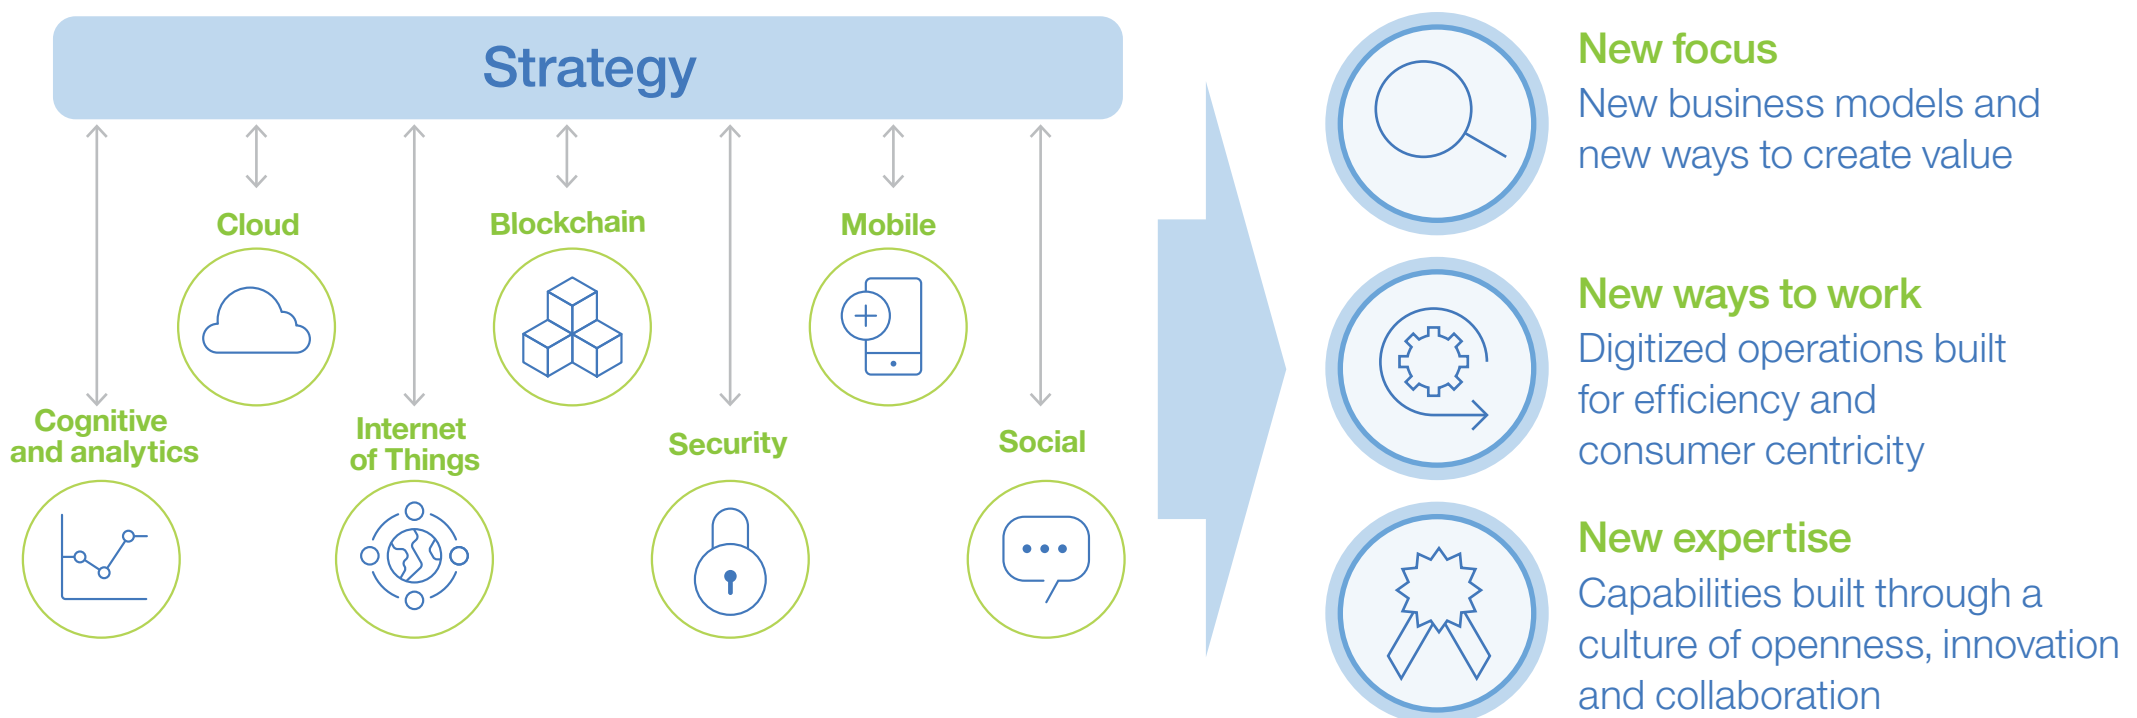 Strategy
Cloud
Blockchain
Mobile
Cognitive
and analytics
Internet
of Things
Security
Social
New focus
New business models and
new ways to create value
New ways to work
Digitized operations built
for efficiency and
consumer centricity
New expertise
Capabilities built through a
culture of openness, innovation
and collaboration